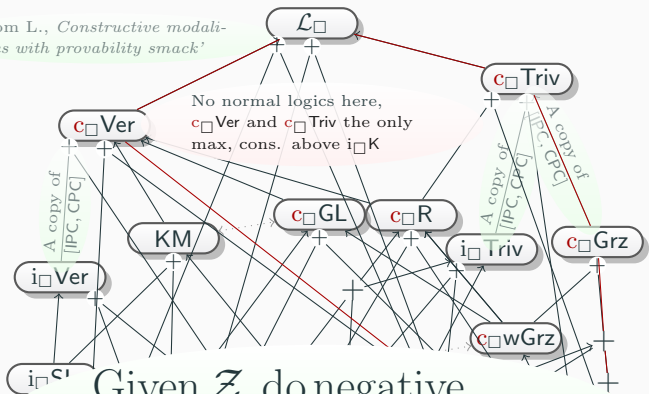 ℒ□
om L., Constructive modali-
s with provability smack'
c□Triv
No normal logics here,
c□Ver and c□Triv the only
max, cons. above i□K
c□Ver
A copy of
[IPC, CPC]
A copy of
[IPC, CPC]
A copy of
[IPC, CPC]
c□GL
c□R
KM
i□Triv
c□Grz
i□Ver
c□wGrz
i□SL
Given 𝓩, do negative